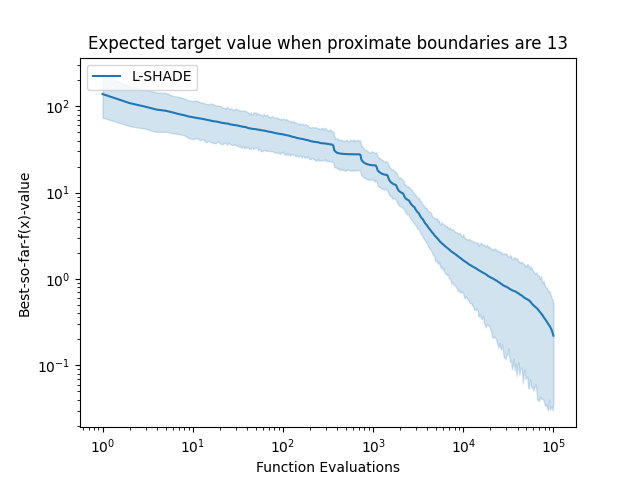 Expected target value when proximate boundaries are 13
L-SHADE
Best-so-far-f(x)-value
10²
10¹
10⁰
10⁻¹
10⁰ 10¹ 10² 10³ 10⁴ 10⁵
Function Evaluations